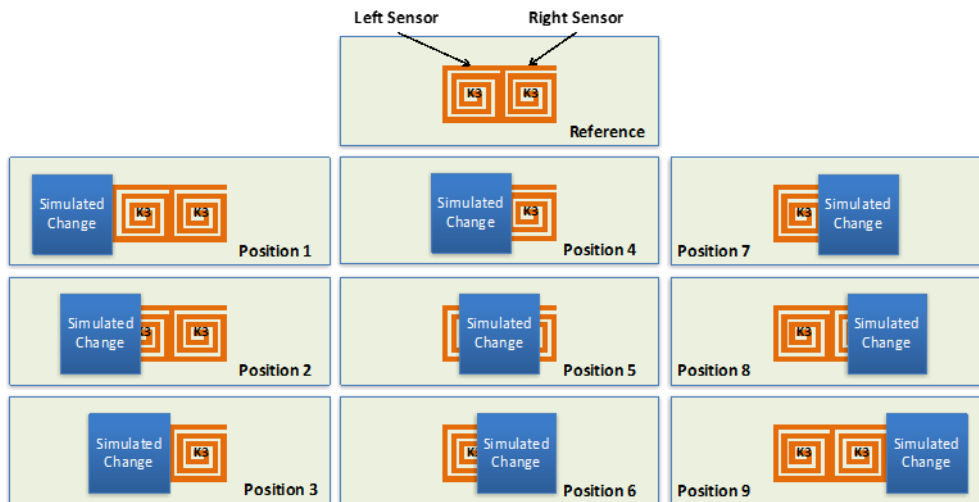 Left Sensor
Right Sensor
K3 K3
Reference
Simulated
Change
K3 K3
Position 1
Simulated
Change
K3
Position 4
K3
Simulated
Change
Position 7
Simulated
Change
K3 K3
Position 2
Simulated
Change
Position 5
K3
Simulated
Change
Position 8
Simulated
Change
K3
Position 3
K3
Simulated
Change
Position 6
K3 K3
Simulated
Change
Position 9